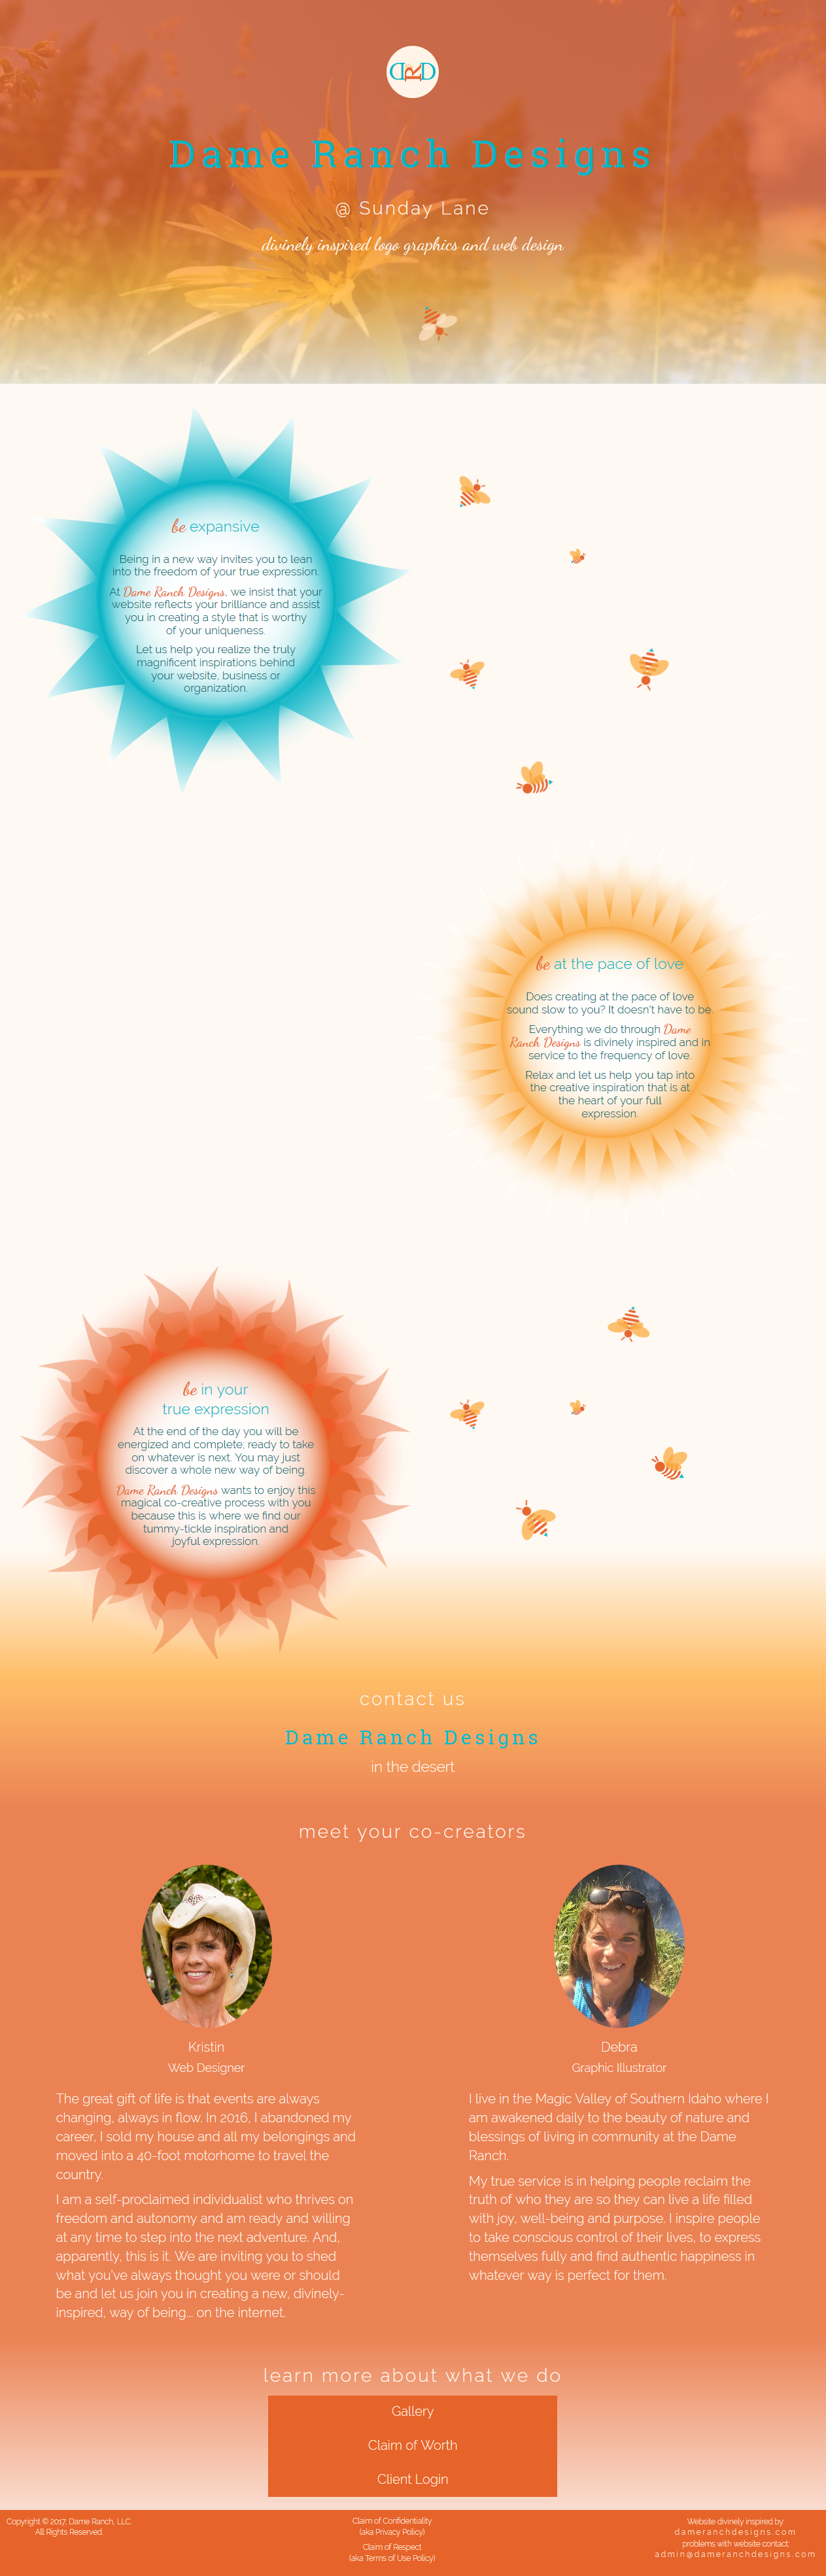 DRD
Dame Ranch Designs
@ Sunday Lane
divinely inspired logo graphics and web design
be expansive
Being in a new way invites you to lean
into the freedom of your true expression.
At Dame Ranch Designs, we insist that your
website reflects your brilliance and assist
you in creating a style that is worthy
of your uniqueness.
Let us help you realize the truly
magnificent inspirations behind
your website, business or
organization.
be at the pace of love
Does creating at the pace of love
sound slow to you? It doesn't have to be.
Everything we do through Dame
Ranch Designs is divinely inspired and in
service to the frequency of love.
Relax and let us help you tap into
the creative inspiration that is at
the heart of your full
expression.
be in your
true expression
At the end of the day you will be
energized and complete; ready to take
on whatever is next. You may just
discover a whole new way of being.
Dame Ranch Designs wants to enjoy this
magical co-creative process with you
because this is where we find our
tummy-tickle inspiration and
joyful expression.
contact us
Dame Ranch Designs
in the desert
meet your co-creators
Kristin
Web Designer
The great gift of life is that events are always
changing, always in flow. In 2016, I abandoned my
career, I sold my house and all my belongings and
moved into a 40-foot motorhome to travel the
country.
I am a self-proclaimed individualist who thrives on
freedom and autonomy and am ready and willing
at any time to step into the next adventure. And,
apparently, this is it. We are inviting you to shed
what you've always thought you were or should
be and let us join you in creating a new, divinely-
inspired, way of being... on the internet.
Debra
Graphic Illustrator
I live in the Magic Valley of Southern Idaho where I
am awakened daily to the beauty of nature and
blessings of living in community at the Dame
Ranch.
My true service is in helping people reclaim the
truth of who they are so they can live a life filled
with joy, well-being and purpose. I inspire people
to take conscious control of their lives, to express
themselves fully and find authentic happiness in
whatever way is perfect for them.
learn more about what we do
Gallery
Claim of Worth
Client Login
Copyright © 2017, Dame Ranch, LLC.
All Rights Reserved.
Claim of Confidentiality
(aka Privacy Policy)
Claim of Respect
(aka Terms of Use Policy)
Website divinely inspired by:
dameranchdesigns.com
problems with website contact:
admin@dameranchdesigns.com